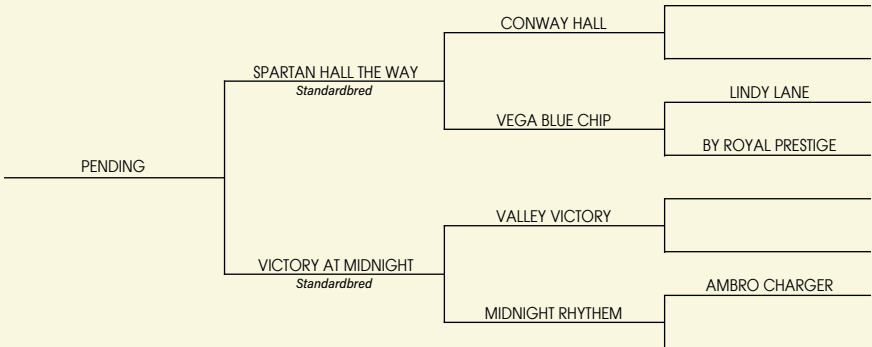 CONWAY HALL
SPARTAN HALL THE WAY
Standardbred
LINDY LANE
VEGA BLUE CHIP
BY ROYAL PRESTIGE
PENDING
VALLEY VICTORY
VICTORY AT MIDNIGHT
Standardbred
AMBRO CHARGER
MIDNIGHT RHYTHEM